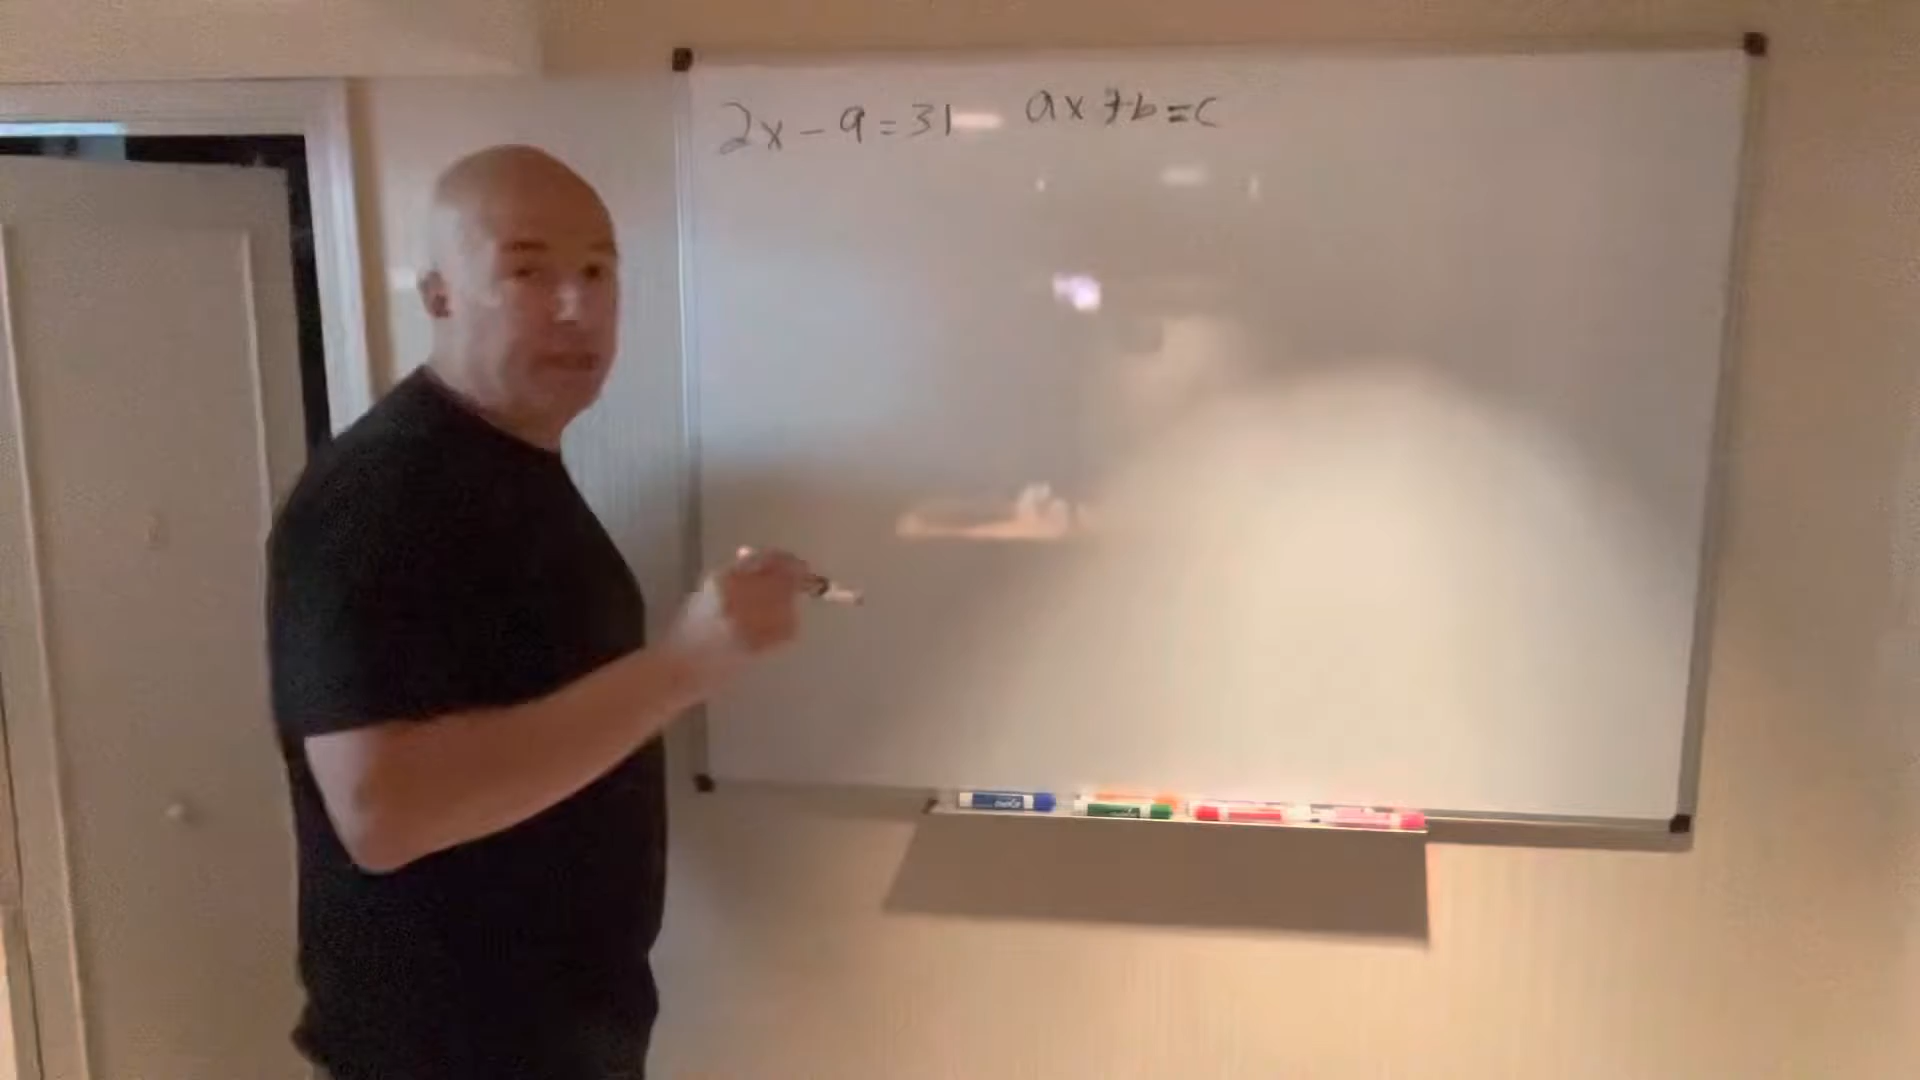 2x - 9 = 31 ax + b = c